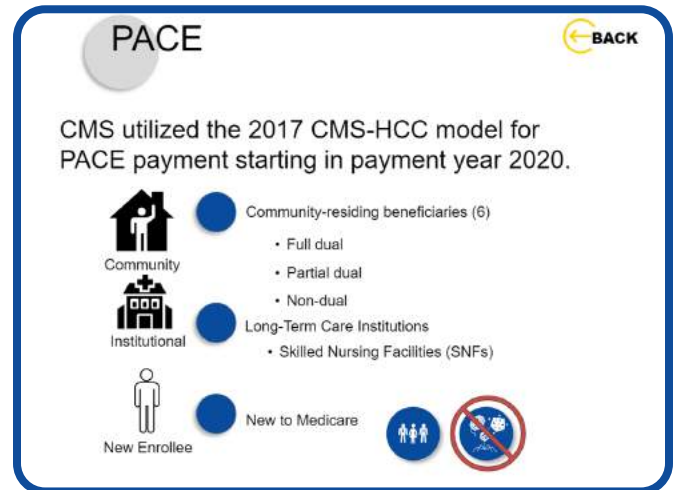 PACE
BACK
CMS utilized the 2017 CMS-HCC model for
PACE payment starting in payment year 2020.
Community-residing beneficiaries (6)
• Full dual
Community
• Partial dual
• Non-dual
Long-Term Care Institutions
Institutional
• Skilled Nursing Facilities (SNFs)
New to Medicare
New Enrollee